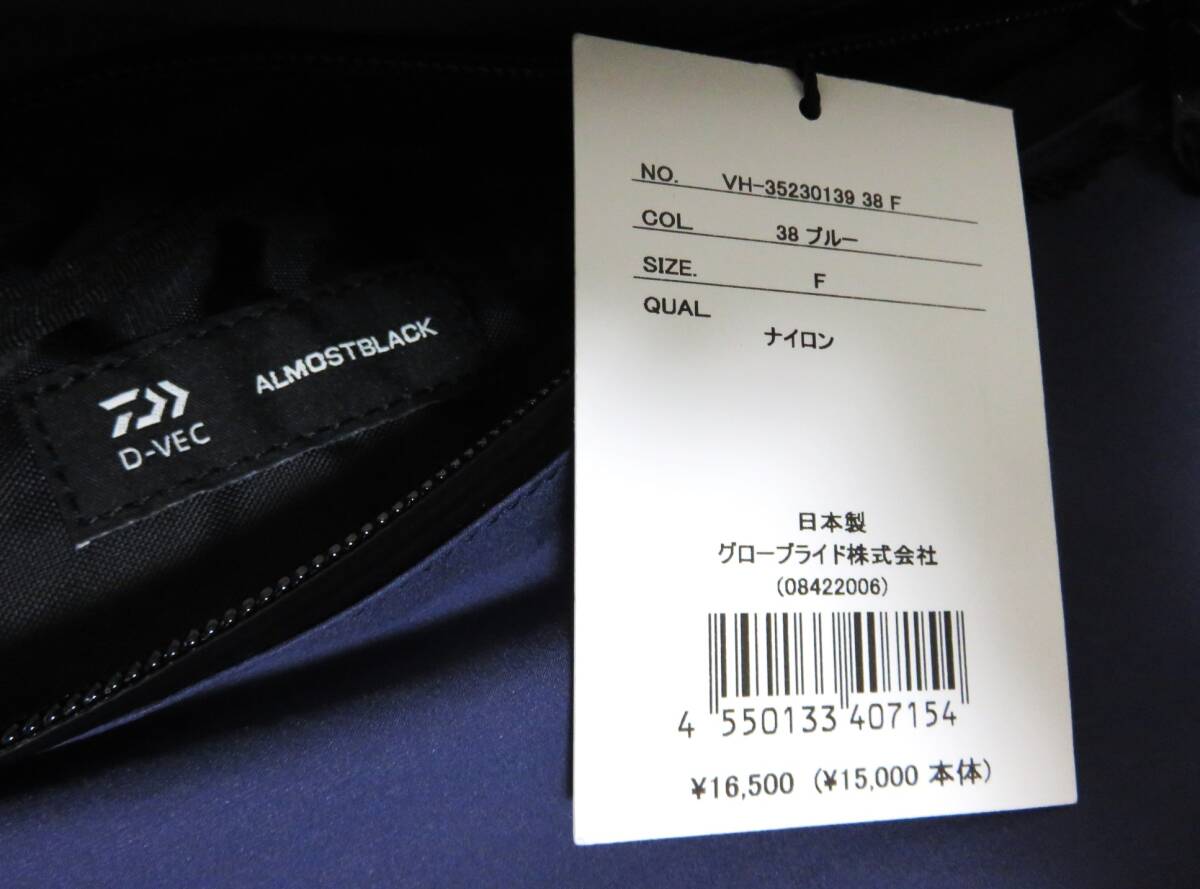 D-VEC
ALMOSTBLACK
NO. VH-35230139 38 F
COL 38 ブルー
SIZE. F
QUAL
ナイロン
日本製
グローブライド株式会社
(08422006)
4 550133 407154
¥16,500 (¥15,000 本体)